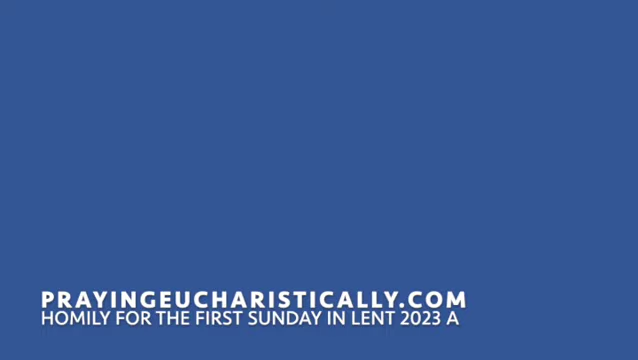 PRAYINGEUCHARISTICALLY.COM
HOMILY FOR THE FIRST SUNDAY IN LENT 2023 A